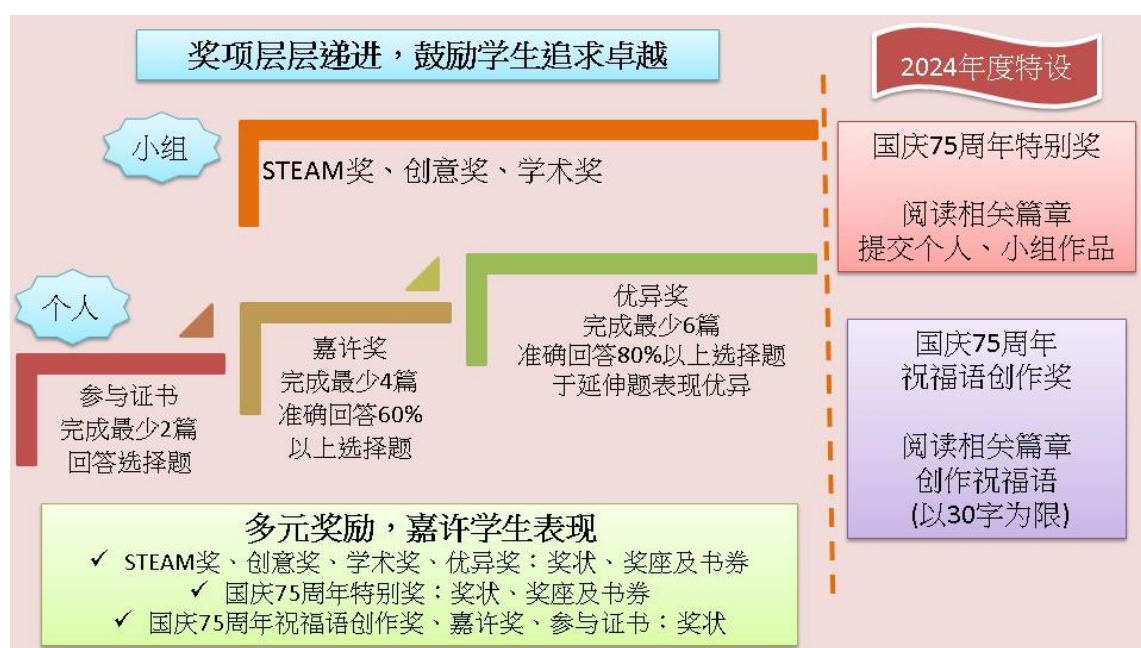 奖项层层递进，鼓励学生追求卓越
2024年度特设
小组
STEAM奖、创意奖、学术奖
国庆75周年特别奖
阅读相关篇章
提交个人、小组作品
个人
参与证书
完成最少2篇
回答选择题
嘉许奖
完成最少4篇
准确回答60%
以上选择题
优异奖
完成最少6篇
准确回答80%以上选择题
于延伸题表现优异
国庆75周年
祝福语创作奖
阅读相关篇章
创作祝福语
(以30字为限)
多元奖励，嘉许学生表现
✓ STEAM奖、创意奖、学术奖、优异奖：奖状、奖座及书券
✓ 国庆75周年特别奖：奖状、奖座及书券
✓ 国庆75周年祝福语创作奖、嘉许奖、参与证书：奖状